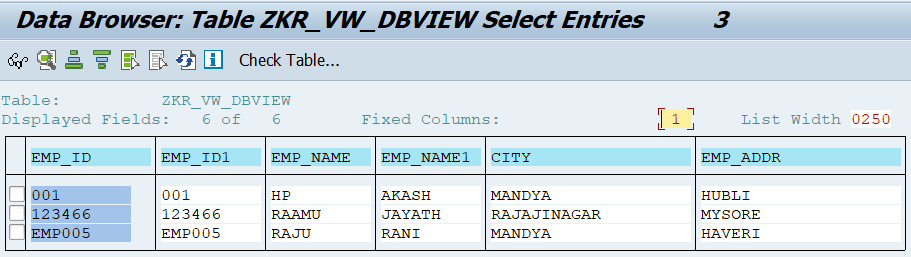 Data Browser: Table ZKR_VW_DBVIEW Select Entries 3
Check Table...
Table: ZKR_VW_DBVIEW
Displayed Fields: 6 of 6 Fixed Columns: 1 List Width 0250
EMP_ID EMP_ID1 EMP_NAME EMP_NAME1 CITY EMP_ADDR
001 001 HP AKASH MANDYA HUBLI
123466 123466 RAAMU JAYATH RAJAJINAGAR MYSORE
EMP005 EMP005 RAJU RANI MANDYA HAVERI